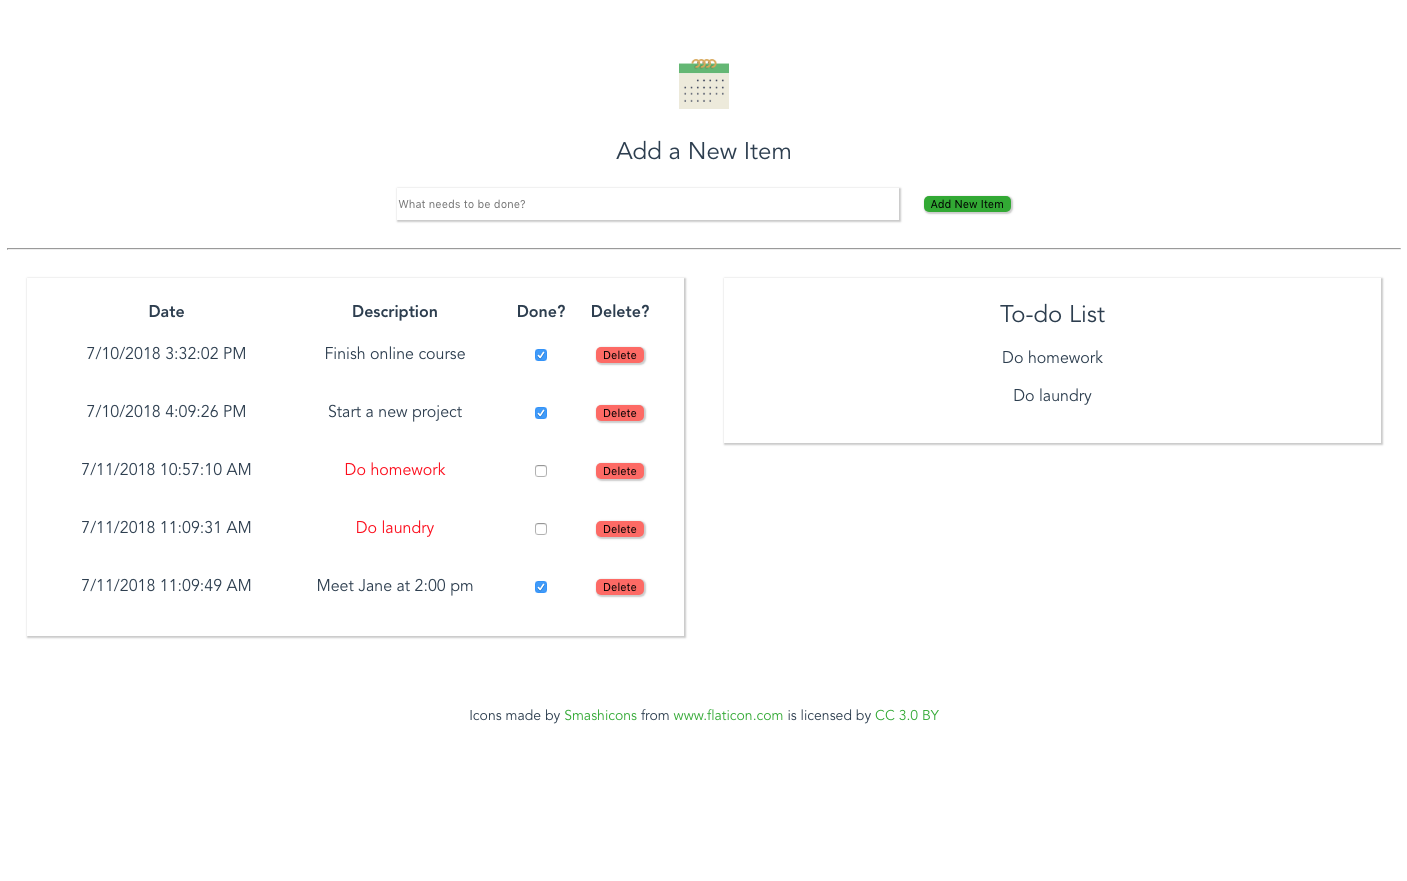 Add a New Item
What needs to be done? Add New Item
Date Description Done? Delete?
7/10/2018 3:32:02 PM Finish online course Delete
7/10/2018 4:09:26 PM Start a new project Delete
7/11/2018 10:57:10 AM Do homework Delete
7/11/2018 11:09:31 AM Do laundry Delete
7/11/2018 11:09:49 AM Meet Jane at 2:00 pm Delete
To-do List
Do homework
Do laundry
Icons made by Smashicons from www.flaticon.com is licensed by CC 3.0 BY